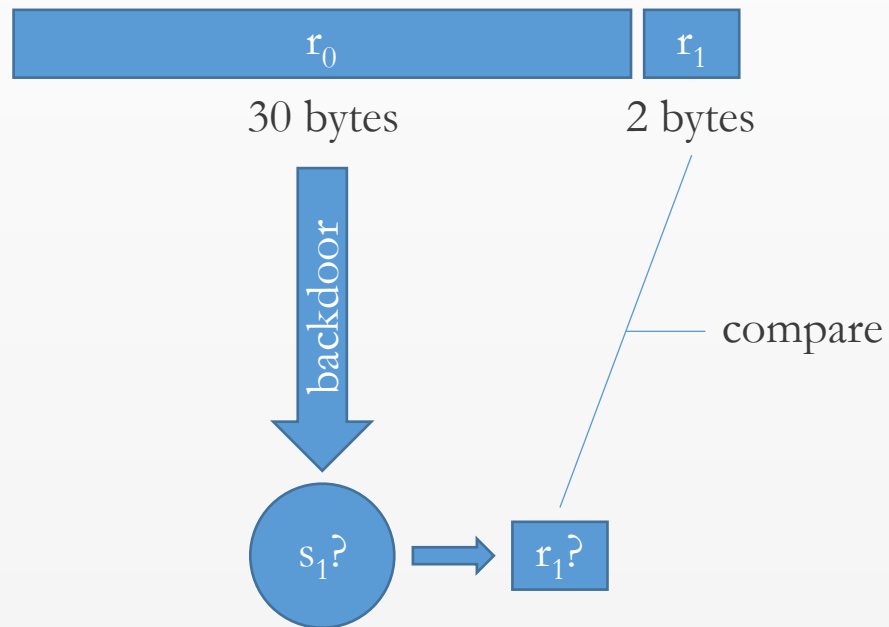 r₀ r₁
30 bytes 2 bytes
backdoor
compare
s₁? r₁?